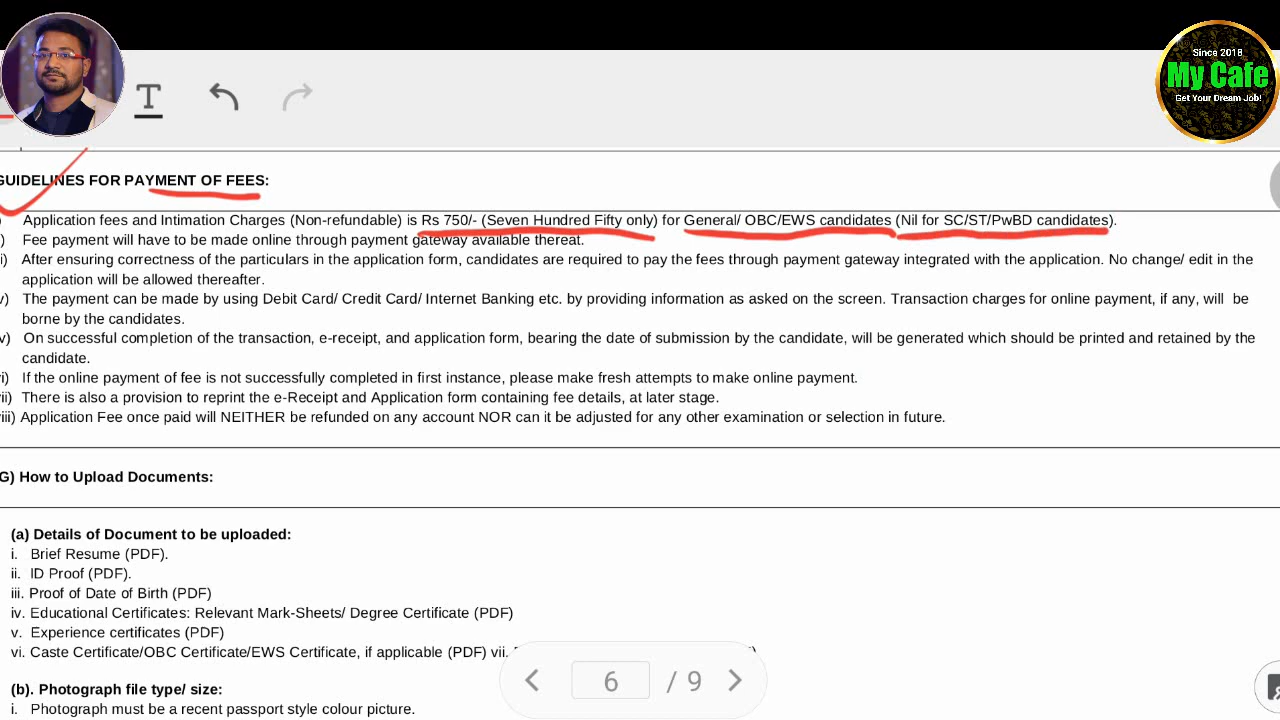 Since 2018
My Cafe
Get Your Dream Job!
T
GUIDELINES FOR PAYMENT OF FEES:
) Application fees and Intimation Charges (Non-refundable) is Rs 750/- (Seven Hundred Fifty only) for General/ OBC/EWS candidates (Nil for SC/ST/PwBD candidates).
) Fee payment will have to be made online through payment gateway available thereat.
i) After ensuring correctness of the particulars in the application form, candidates are required to pay the fees through payment gateway integrated with the application. No change/ edit in the
application will be allowed thereafter.
v) The payment can be made by using Debit Card/ Credit Card/ Internet Banking etc. by providing information as asked on the screen. Transaction charges for online payment, if any, will be
borne by the candidates.
v) On successful completion of the transaction, e-receipt, and application form, bearing the date of submission by the candidate, will be generated which should be printed and retained by the
candidate.
i) If the online payment of fee is not successfully completed in first instance, please make fresh attempts to make online payment.
ii) There is also a provision to reprint the e-Receipt and Application form containing fee details, at later stage.
iii) Application Fee once paid will NEITHER be refunded on any account NOR can it be adjusted for any other examination or selection in future.
G) How to Upload Documents:
(a) Details of Document to be uploaded:
i. Brief Resume (PDF).
ii. ID Proof (PDF).
iii. Proof of Date of Birth (PDF)
iv. Educational Certificates: Relevant Mark-Sheets/ Degree Certificate (PDF)
v. Experience certificates (PDF)
vi. Caste Certificate/OBC Certificate/EWS Certificate, if applicable (PDF) vii.
6 / 9
(b). Photograph file type/ size:
i. Photograph must be a recent passport style colour picture.